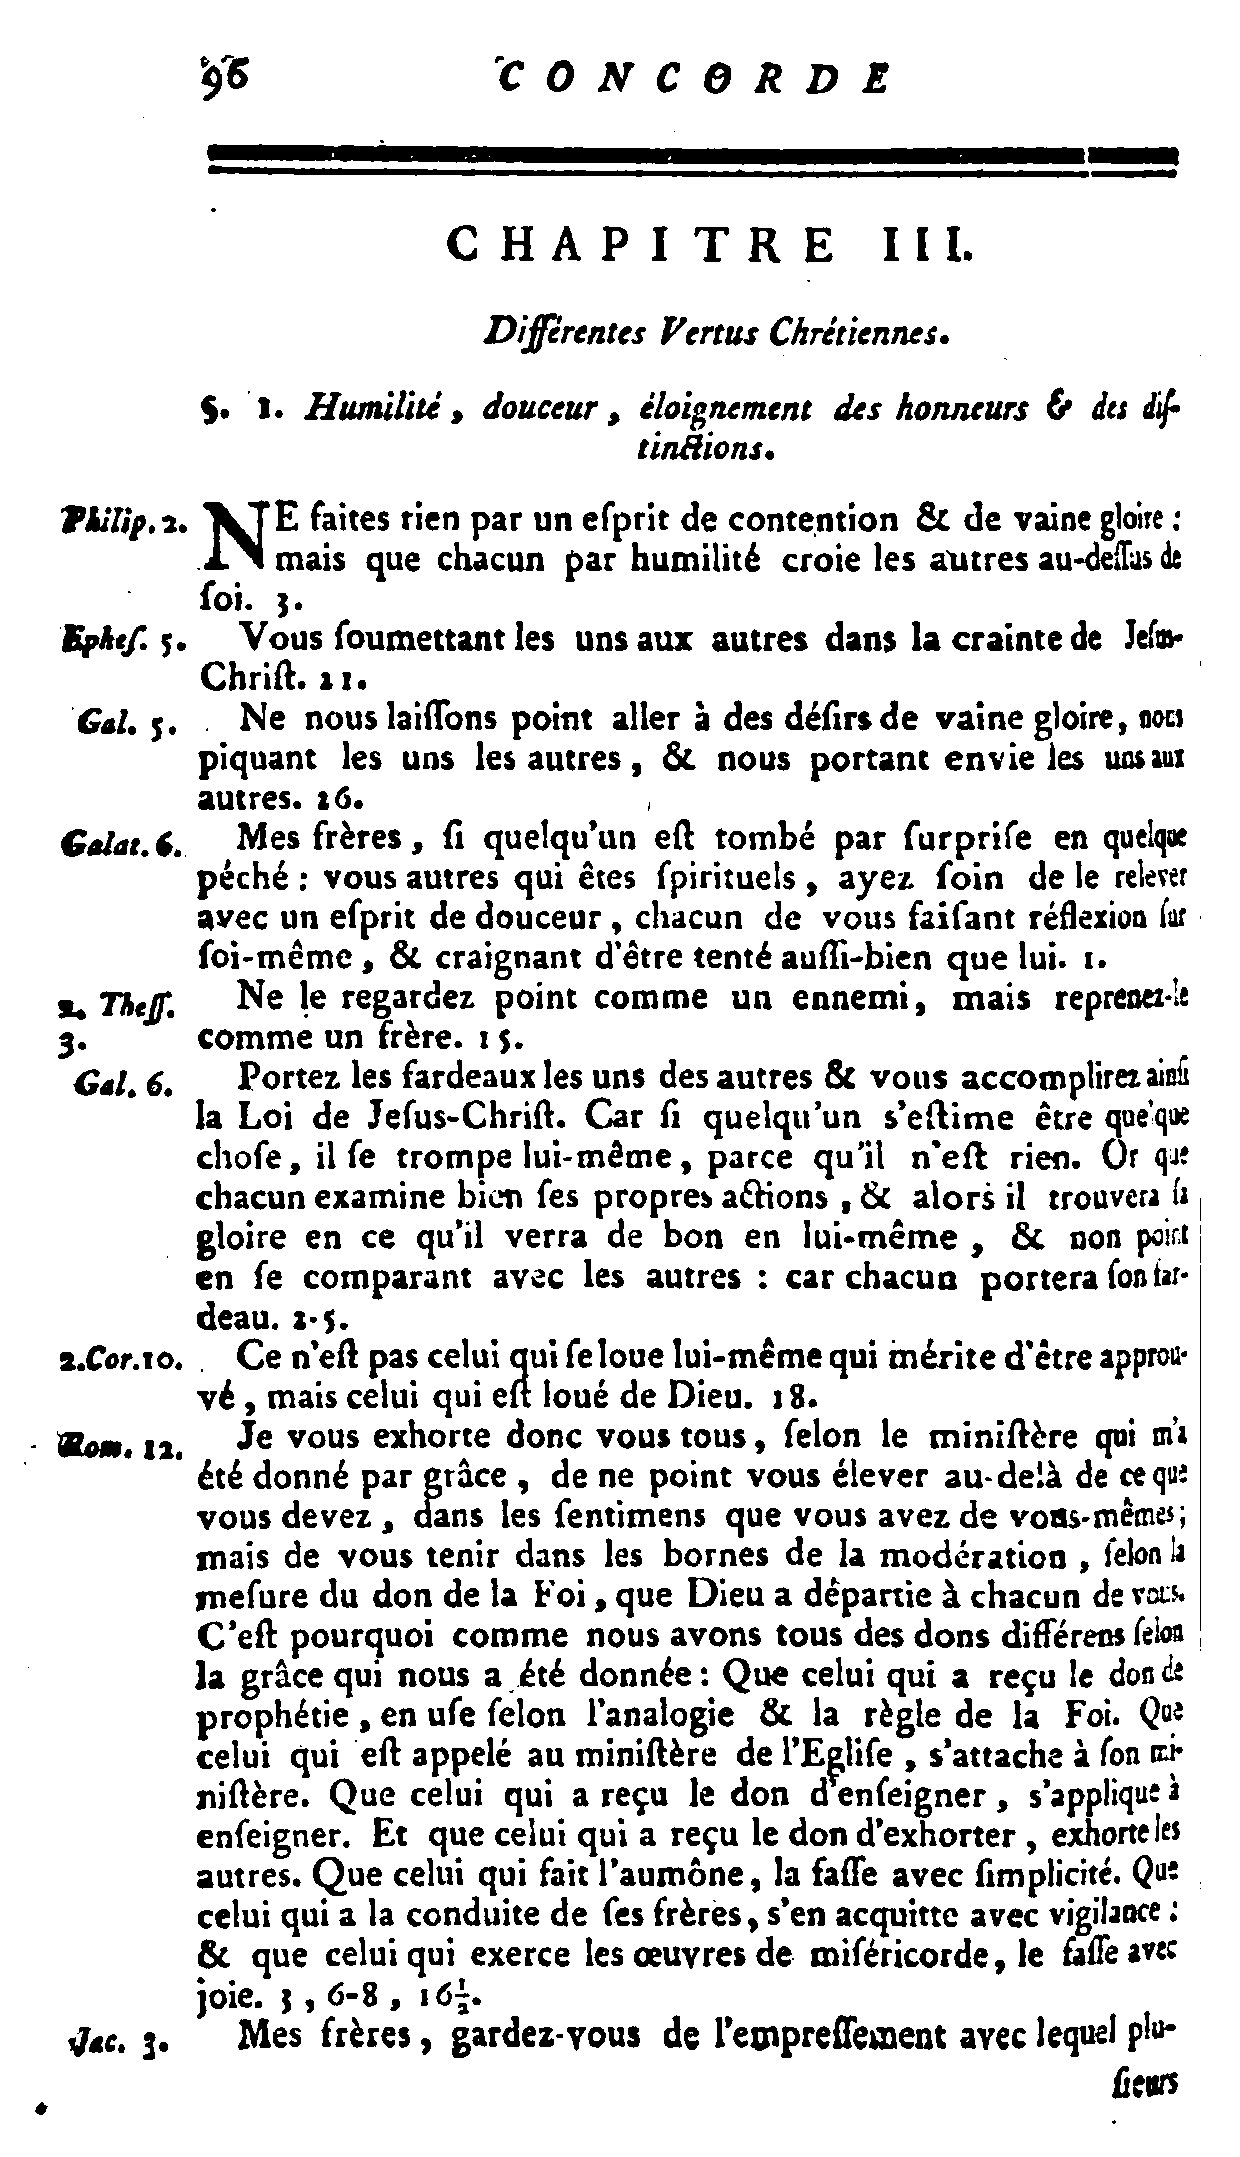 96 CONCORDE
CHAPITRE III.
Différentes Vertus Chrétiennes.
§. 1. Humilité, douceur, éloignement des honneurs & des diſ-
tinctions.
Philip. 2. NE faites rien par un eſprit de contention & de vaine gloire :
mais que chacun par humilité croie les autres au-deſſus de
ſoi. 3.
Epheſ. 5. Vous ſoumettant les uns aux autres dans la crainte de Jeſus-
Chriſt. 21.
Gal. 5. Ne nous laiſſons point aller à des déſirs de vaine gloire, nous
piquant les uns les autres, & nous portant envie les uns aux
autres. 26.
Galat. 6. Mes frères, ſi quelqu'un eſt tombé par ſurpriſe en quelque
péché : vous autres qui êtes ſpirituels, ayez ſoin de le relever
avec un eſprit de douceur, chacun de vous faiſant réflexion ſur
ſoi-même, & craignant d'être tenté auſſi-bien que lui. 1.
2. Theſſ. Ne le regardez point comme un ennemi, mais reprenez-le
3. comme un frère. 15.
Gal. 6. Portez les fardeaux les uns des autres & vous accomplirez ainſi
la Loi de Jeſus-Chriſt. Car ſi quelqu'un s'eſtime être quelque
choſe, il ſe trompe lui-même, parce qu'il n'eſt rien. Or que
chacun examine bien ſes propres actions, & alors il trouvera ſa
gloire en ce qu'il verra de bon en lui-même, & non point
en ſe comparant avec les autres : car chacun portera ſon far-
deau. 2-5.
2. Cor. 10. Ce n'eſt pas celui qui ſe loue lui-même qui mérite d'être approu-
vé, mais celui qui eſt loué de Dieu. 18.
Rom. 12. Je vous exhorte donc vous tous, ſelon le miniſtère qui m'a
été donné par grâce, de ne point vous élever au-delà de ce que
vous devez, dans les ſentimens que vous avez de vous-mêmes ;
mais de vous tenir dans les bornes de la modération, ſelon la
meſure du don de la Foi, que Dieu a départie à chacun de vous.
C'eſt pourquoi comme nous avons tous des dons différens ſelon
la grâce qui nous a été donnée : Que celui qui a reçu le don de
prophétie, en uſe ſelon l'analogie & la règle de la Foi. Que
celui qui eſt appelé au miniſtère de l'Egliſe, s'attache à ſon mi-
niſtère. Que celui qui a reçu le don d'enſeigner, s'applique à
enſeigner. Et que celui qui a reçu le don d'exhorter, exhorte les
autres. Que celui qui fait l'aumône, la faſſe avec ſimplicité. Que
celui qui a la conduite de ſes frères, s'en acquitte avec vigilance :
& que celui qui exerce les œuvres de miſéricorde, le faſſe avec
joie. 3, 6-8, 16½.
Jac. 3. Mes frères, gardez-vous de l'empreſſement avec lequel plu-
ſieurs